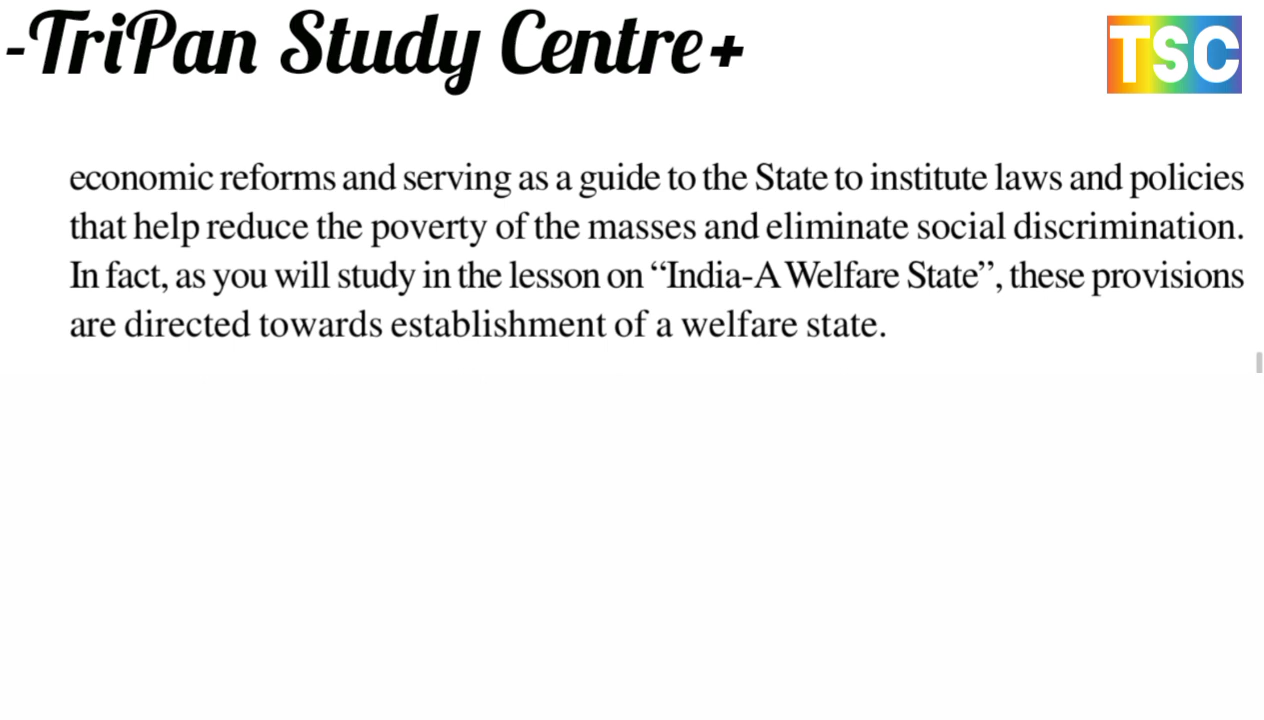 -TriPan Study Centre+
TSC
economic reforms and serving as a guide to the State to institute laws and policies
that help reduce the poverty of the masses and eliminate social discrimination.
In fact, as you will study in the lesson on “India-A Welfare State”, these provisions
are directed towards establishment of a welfare state.